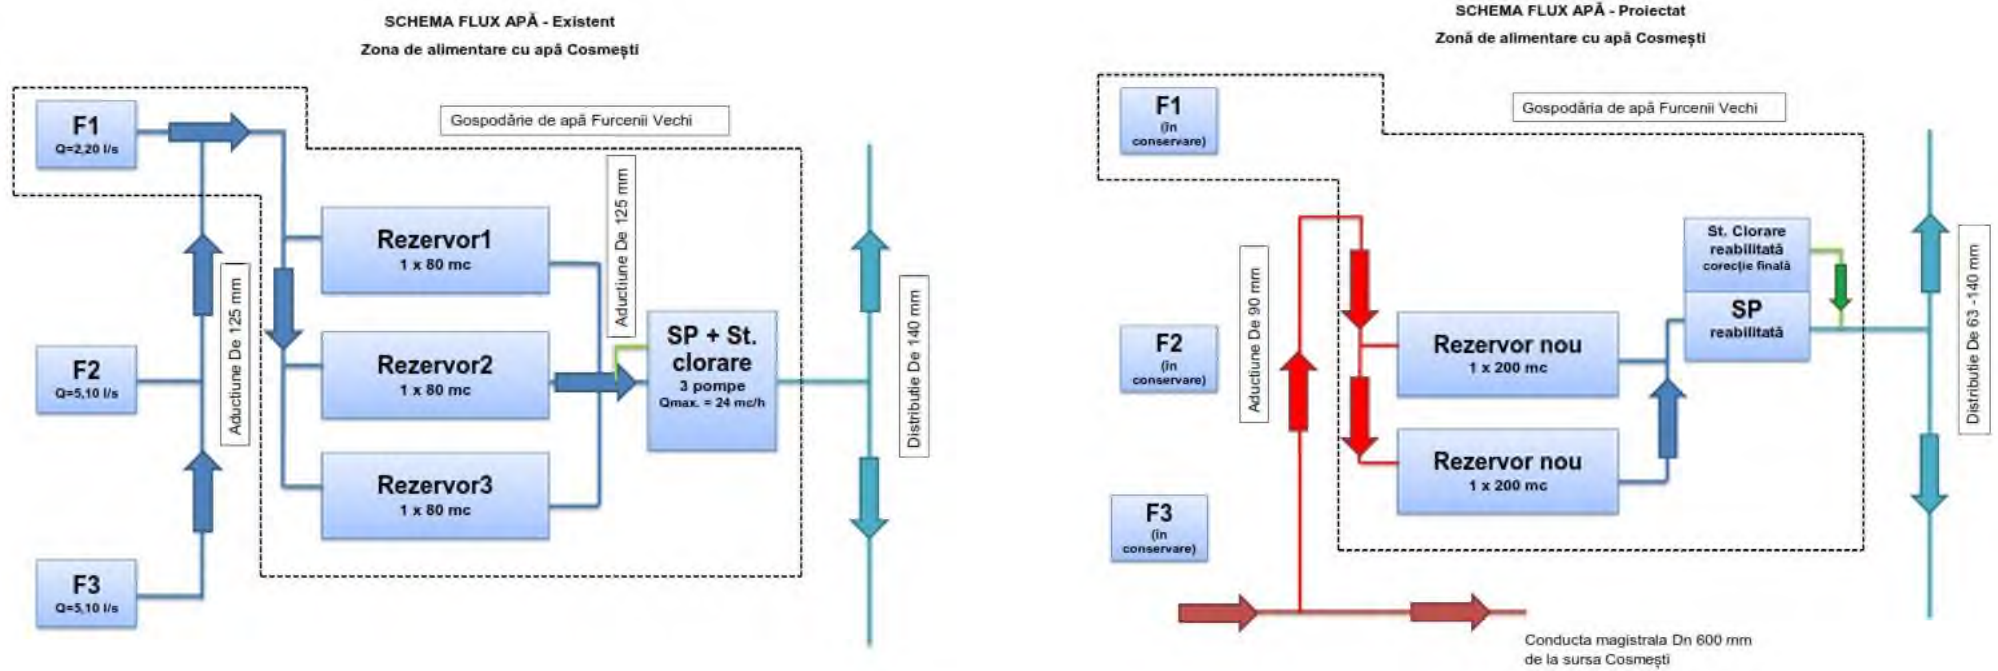 SCHEMA FLUX APĂ - Existent
Zona de alimentare cu apă Cosmești
Gospodărie de apă Furcenii Vechi
F1
Q=2,20 l/s
F2
Q=5,10 l/s
F3
Q=5,10 l/s
Aductiune De 125 mm
Rezervor1
1 x 80 mc
Rezervor2
1 x 80 mc
Rezervor3
1 x 80 mc
Aductiune De 125 mm
SP + St.
clorare
3 pompe
Qmax. = 24 mc/h
Distributie De 140 mm
SCHEMA FLUX APĂ - Proiectat
Zonă de alimentare cu apă Cosmești
Gospodăria de apă Furcenii Vechi
F1
(în
conservare)
F2
(în
conservare)
F3
(în
conservare)
Aductiune De 90 mm
Rezervor nou
1 x 200 mc
Rezervor nou
1 x 200 mc
St. Clorare
reabilitată
corecție finală
SP
reabilitată
Distributie De 63 -140 mm
Conducta magistrala Dn 600 mm
de la sursa Cosmești